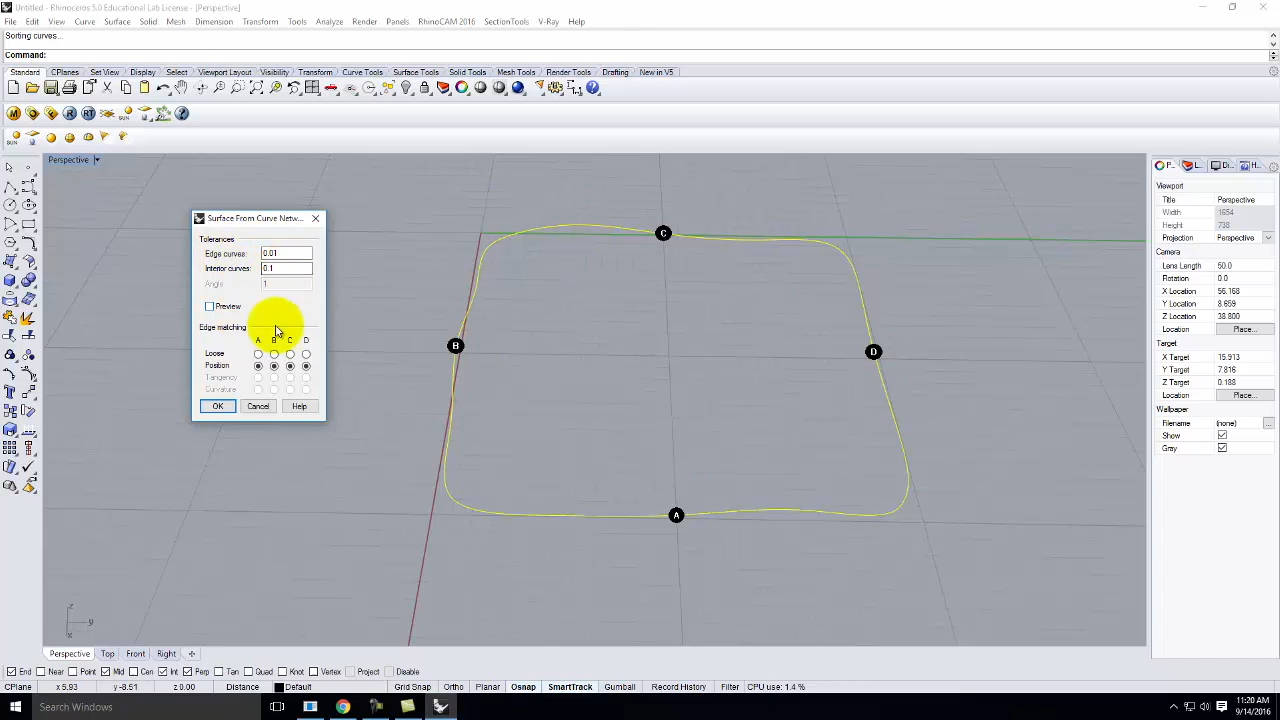 Untitled - Rhinoceros 5.0 Educational Lab License - [Perspective]
File Edit View Curve Surface Solid Mesh Dimension Transform Tools Analyze Render Panels RhinoCAM 2016 SectionTools V-Ray Help
Sorting curves...
Command:
Standard CPlanes Set View Display Select Viewport Layout Visibility Transform Curve Tools Surface Tools Solid Tools Mesh Tools Render Tools Drafting New in V5
M R RT SUN
SUN
Perspective
Surface From Curve Netw...
Tolerances
Edge curves: 0.01
Interior curves: 0.1
Angle 1
Preview
Edge matching
A B C D
Loose
Position
Tangency
Curvature
OK Cancel Help
C
B
D
A
z
y
x
P... L... Di... H...
Viewport
Title Perspective
Width 1654
Height 738
Projection Perspective
Camera
Lens Length 50.0
Rotation 0.0
X Location 56.168
Y Location 8.659
Z Location 38.800
Location Place...
Target
X Target 15.913
Y Target 7.816
Z Target 0.188
Location Place...
Wallpaper
Filename (none) ...
Show
Gray
Perspective Top Front Right
End Near Point Mid Cen Int Perp Tan Quad Knot Vertex Project Disable
CPlane x 5.93 y -8.51 z 0.00 Distance Default Grid Snap Ortho Planar Osnap SmartTrack Gumball Record History Filter CPU use: 1.4 %
Search Windows
11:20 AM
9/14/2016